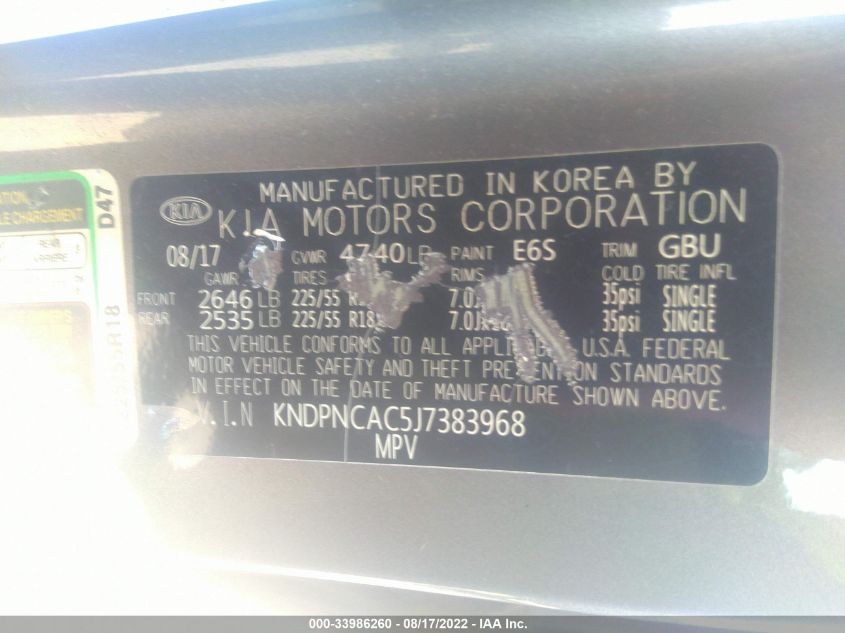 MANUFACTURED IN KOREA BY
KIA KIA MOTORS CORPORATION
08/17 GVWR 4740LB PAINT E6S TRIM GBU
GAWR TIRES RIMS COLD TIRE INFL
FRONT 2646 LB 225/55 35psi SINGLE
REAR 2535 LB 225/55 R18 35psi SINGLE
THIS VEHICLE CONFORMS TO ALL U.S.A. FEDERAL
MOTOR VEHICLE SAFETY AND THEFT PREVENTION STANDARDS
IN EFFECT ON THE DATE OF MANUFACTURE SHOWN ABOVE.
V.I.N KNDPNCAC5J7383968
MPV
D47
000-33986260 - 08/17/2022 - IAA Inc.